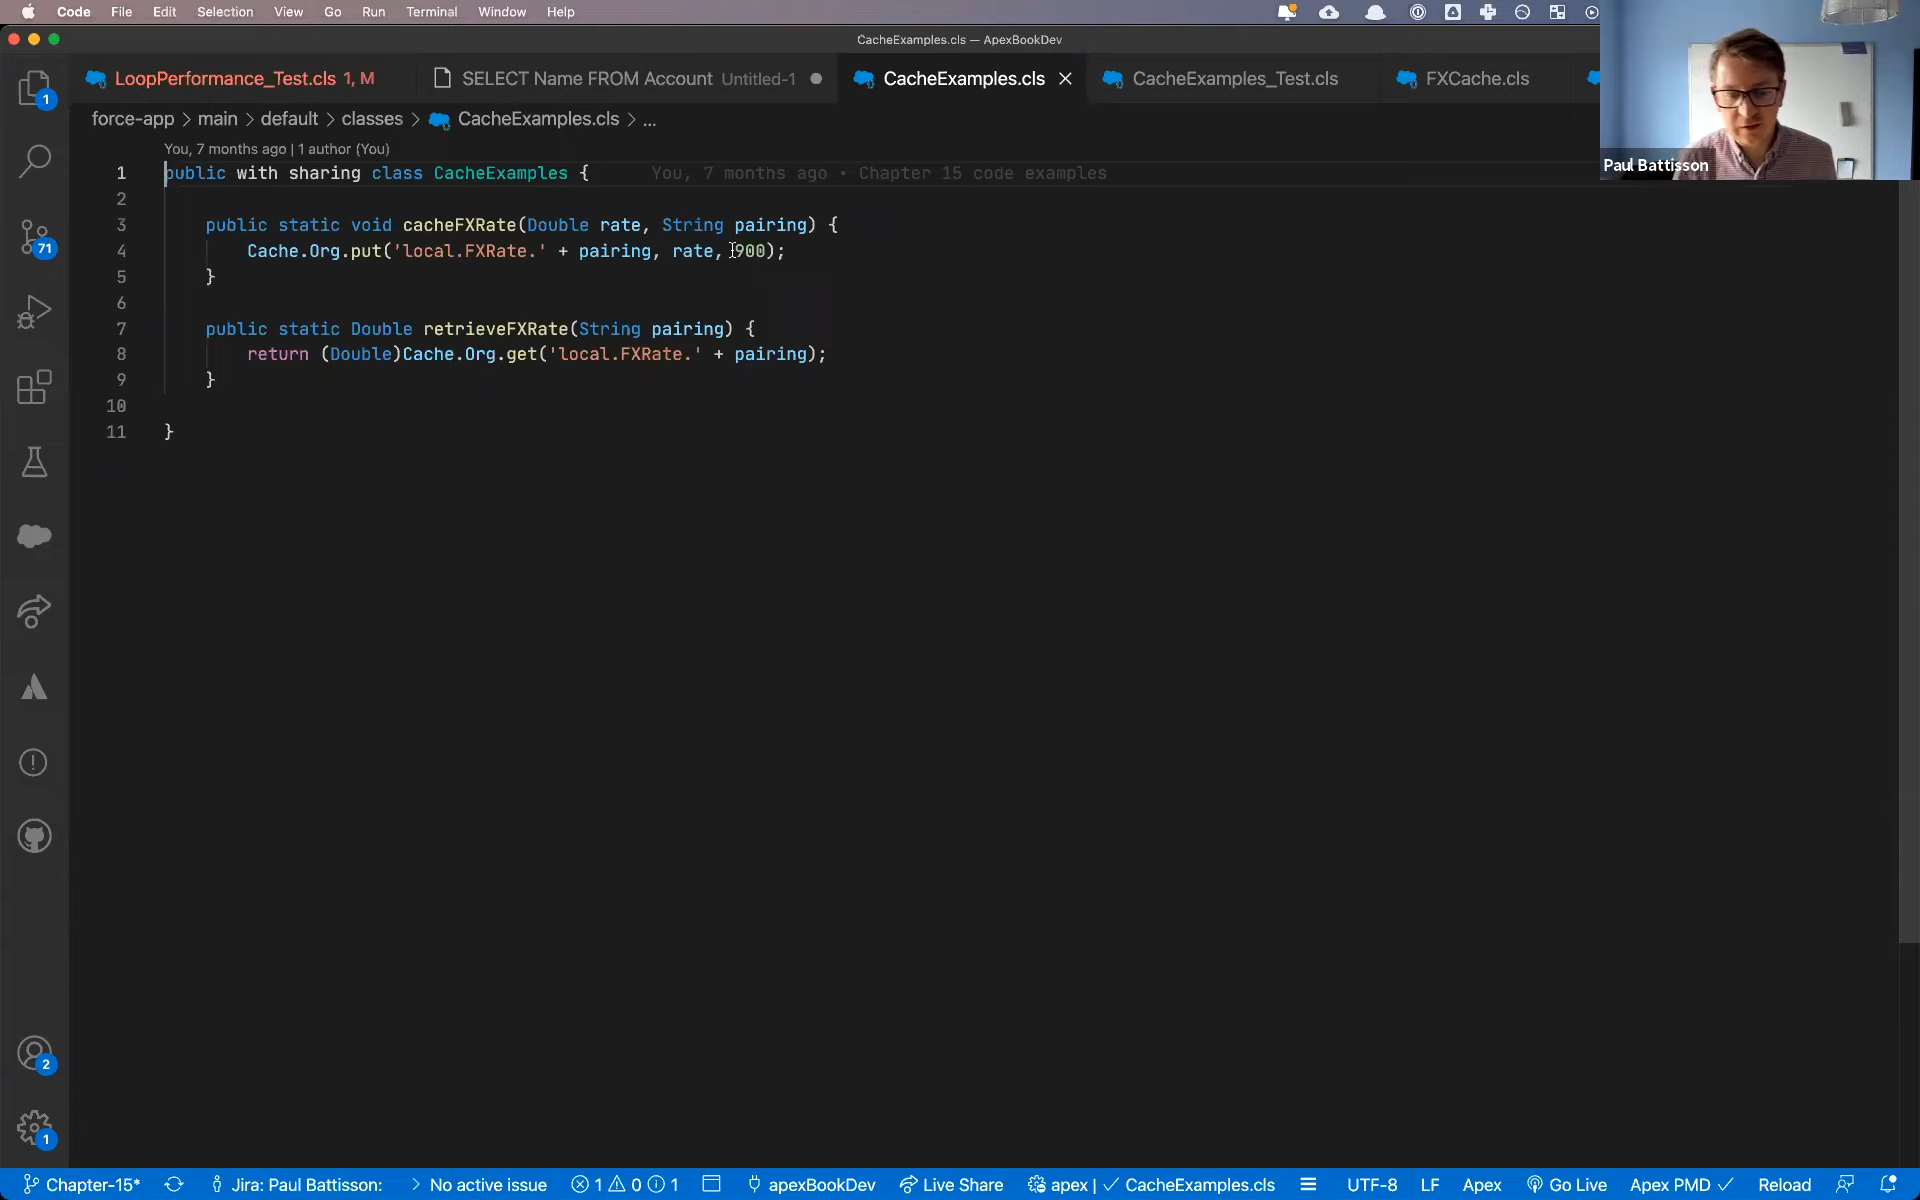 Code File Edit Selection View Go Run Terminal Window Help
CacheExamples.cls — ApexBookDev
LoopPerformance_Test.cls 1, M SELECT Name FROM Account Untitled-1 CacheExamples.cls CacheExamples_Test.cls FXCache.cls
force-app > main > default > classes > CacheExamples.cls > ...
You, 7 months ago | 1 author (You)
1 public with sharing class CacheExamples { You, 7 months ago • Chapter 15 code examples
2
3 public static void cacheFXRate(Double rate, String pairing) {
4 Cache.Org.put('local.FXRate.' + pairing, rate, 900);
5 }
6
7 public static Double retrieveFXRate(String pairing) {
8 return (Double)Cache.Org.get('local.FXRate.' + pairing);
9 }
10
11 }
Paul Battisson
1
71
2
1
Chapter-15* Jira: Paul Battisson: > No active issue 1 0 1 apexBookDev Live Share apex | ✓ CacheExamples.cls UTF-8 LF Apex Go Live Apex PMD ✓ Reload